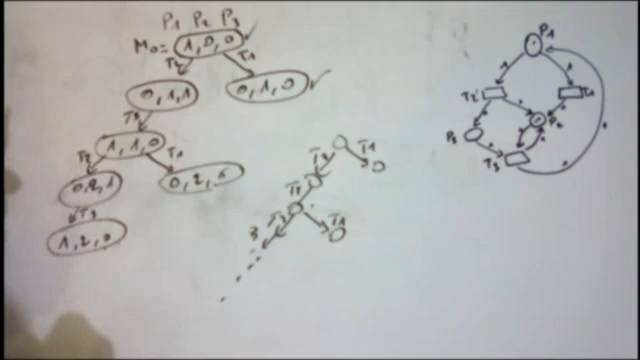 P1 P2 P3
M0= 1,0,0
T2 T1
0,1,1 0,1,0
T3
1,1,0
T2 T1
0,2,1 0,2,0
T3
1,2,0
T2 T1
T3
T2 T1
3
P1
T2 T1
P2
P3
T3